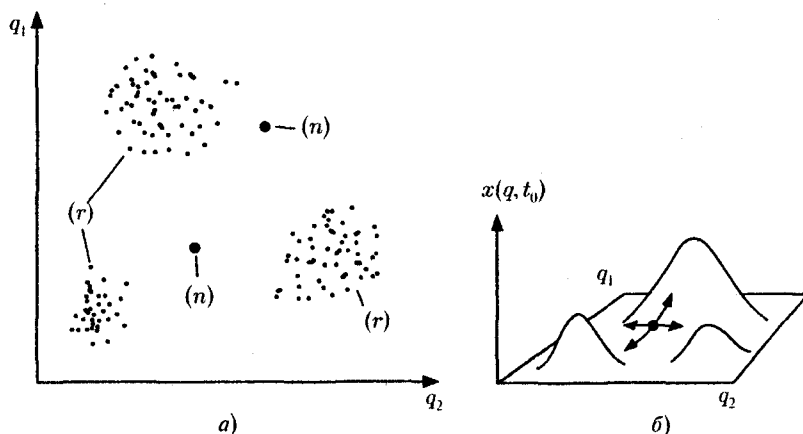 q₁
(n)
(r)
(n)
(r)
q₂
а)
x(q, t₀)
q₁
q₂
б)